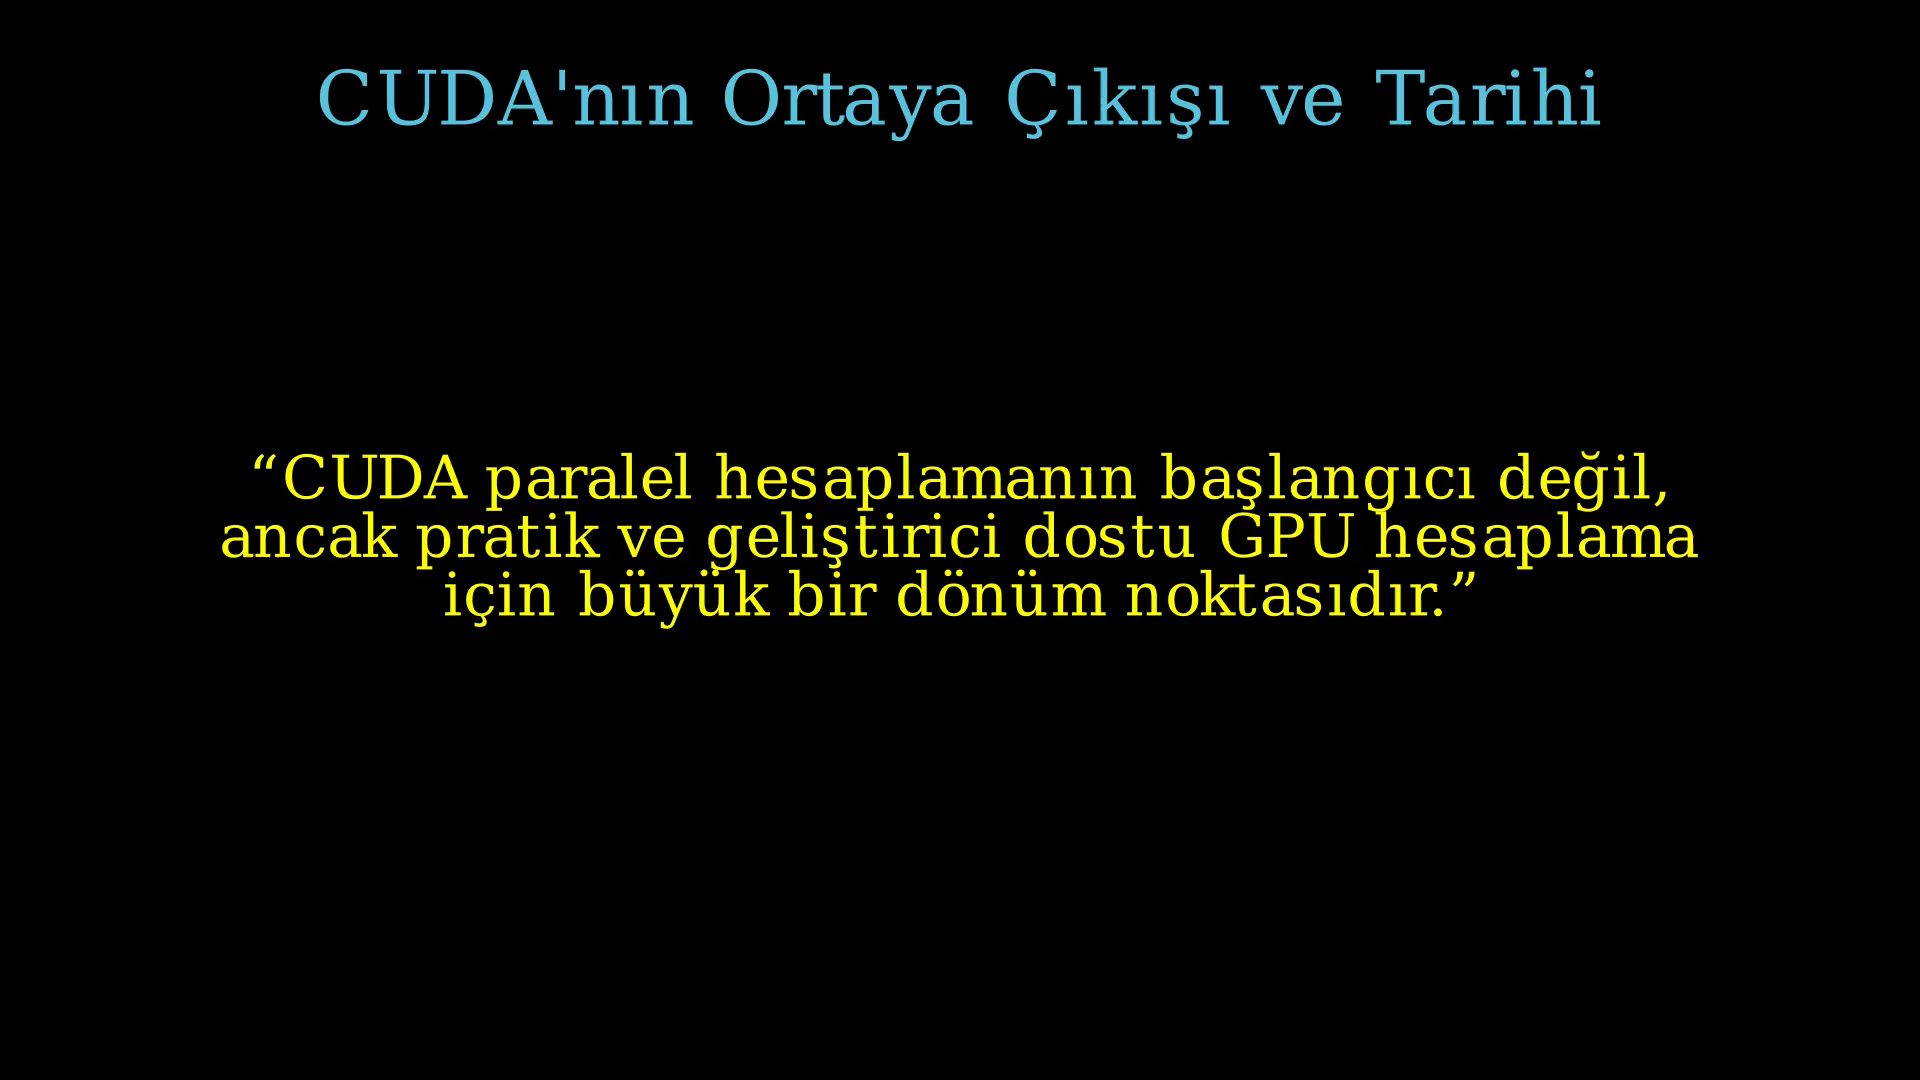 CUDA'nın Ortaya Çıkışı ve Tarihi
“CUDA paralel hesaplamanın başlangıcı değil,
ancak pratik ve geliştirici dostu GPU hesaplama
için büyük bir dönüm noktasıdır.”